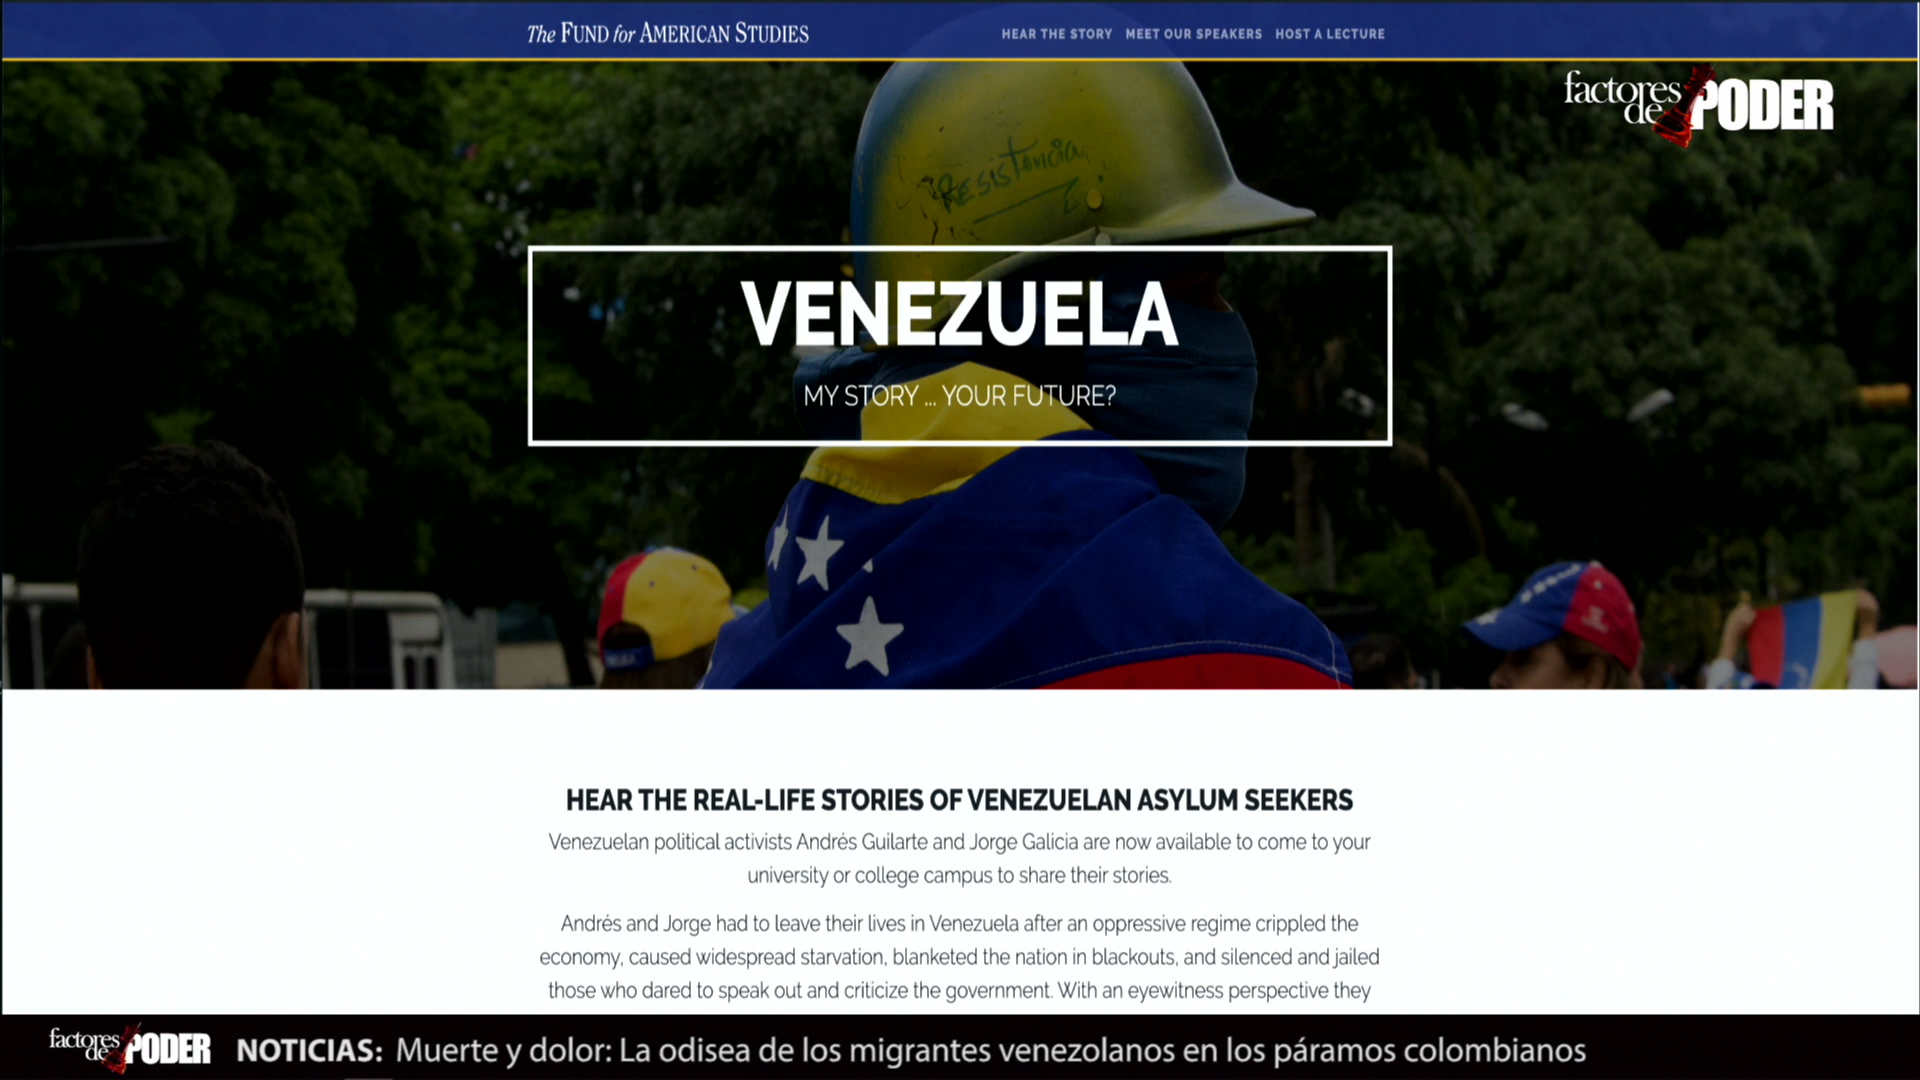 The FUND for AMERICAN STUDIES
HEAR THE STORY MEET OUR SPEAKERS HOST A LECTURE
factores de PODER
Resistencia
VENEZUELA
MY STORY ... YOUR FUTURE?
HEAR THE REAL-LIFE STORIES OF VENEZUELAN ASYLUM SEEKERS
Venezuelan political activists Andrés Guilarte and Jorge Galicia are now available to come to your
university or college campus to share their stories.
Andrés and Jorge had to leave their lives in Venezuela after an oppressive regime crippled the
economy, caused widespread starvation, blanketed the nation in blackouts, and silenced and jailed
those who dared to speak out and criticize the government. With an eyewitness perspective they
factores de PODER NOTICIAS: Muerte y dolor: La odisea de los migrantes venezolanos en los páramos colombianos